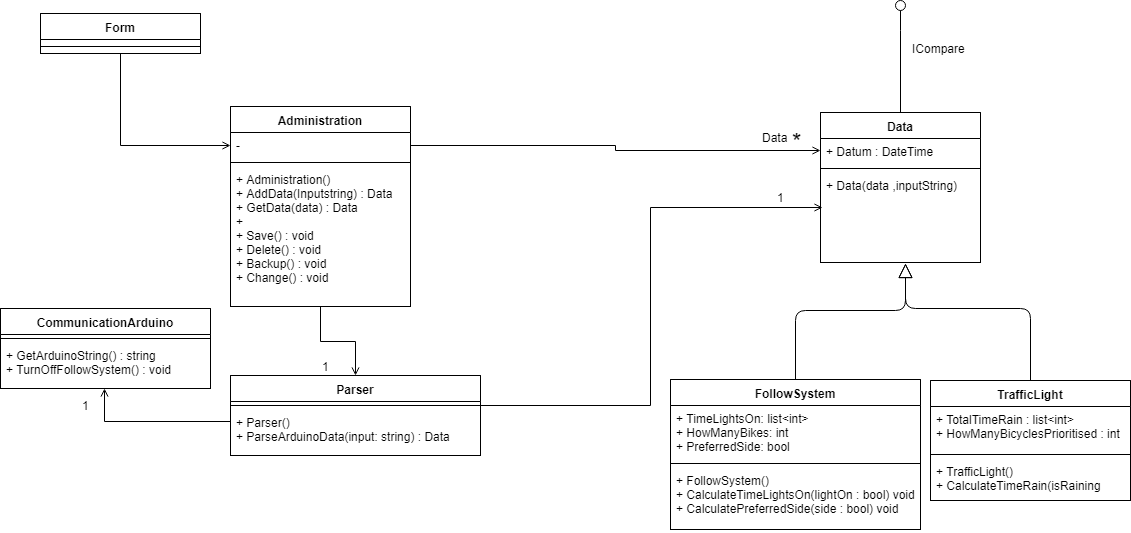 Form
ICompare
Administration
-
+ Administration()
+ AddData(Inputstring) : Data
+ GetData(data) : Data
+
+ Save() : void
+ Delete() : void
+ Backup() : void
+ Change() : void
Data *
Data
+ Datum : DateTime
+ Data(data ,inputString)
1
CommunicationArduino
+ GetArduinoString() : string
+ TurnOffFollowSystem() : void
1
1
Parser
+ Parser()
+ ParseArduinoData(input: string) : Data
FollowSystem
+ TimeLightsOn: list<int>
+ HowManyBikes: int
+ PreferredSide: bool
+ FollowSystem()
+ CalculateTimeLightsOn(lightOn : bool) void
+ CalculatePreferredSide(side : bool) void
TrafficLight
+ TotalTimeRain : list<int>
+ HowManyBicyclesPrioritised : int
+ TrafficLight()
+ CalculateTimeRain(isRaining